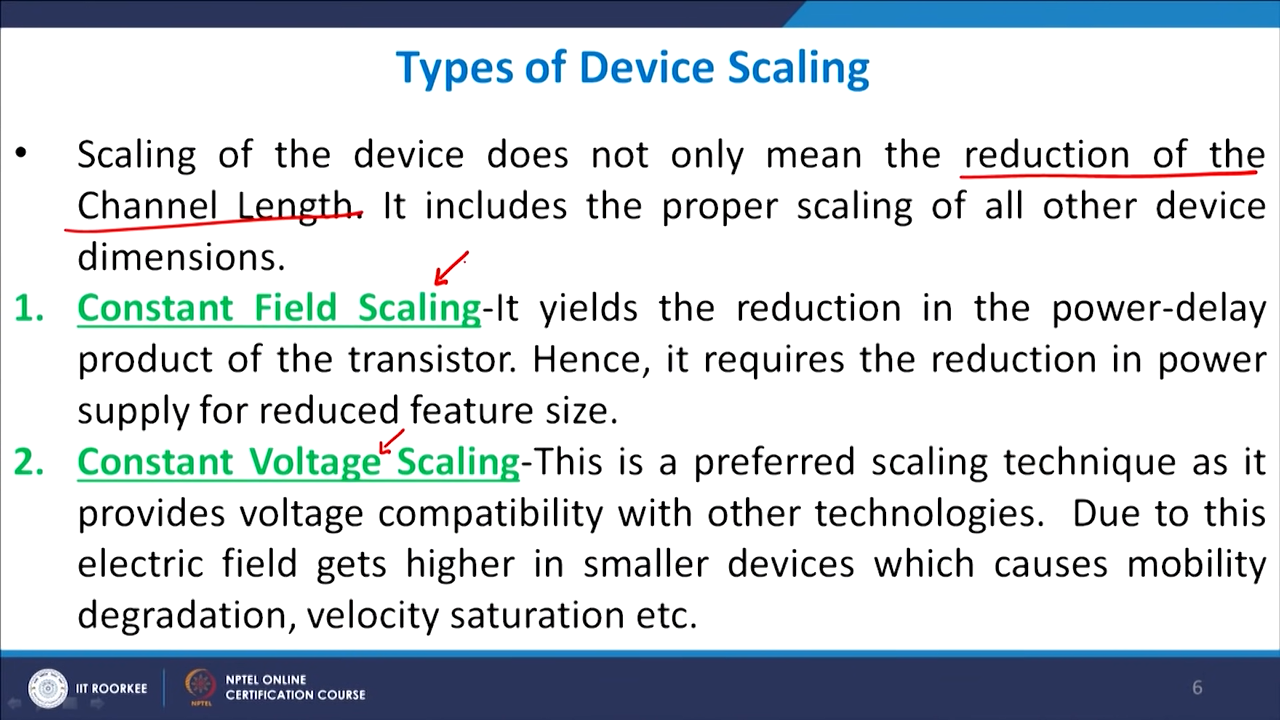 Types of Device Scaling
• Scaling of the device does not only mean the reduction of the
Channel Length. It includes the proper scaling of all other device
dimensions.
1. Constant Field Scaling-It yields the reduction in the power-delay
product of the transistor. Hence, it requires the reduction in power
supply for reduced feature size.
2. Constant Voltage Scaling-This is a preferred scaling technique as it
provides voltage compatibility with other technologies. Due to this
electric field gets higher in smaller devices which causes mobility
degradation, velocity saturation etc.
IIT ROORKEE
NPTEL
NPTEL ONLINE
CERTIFICATION COURSE
6